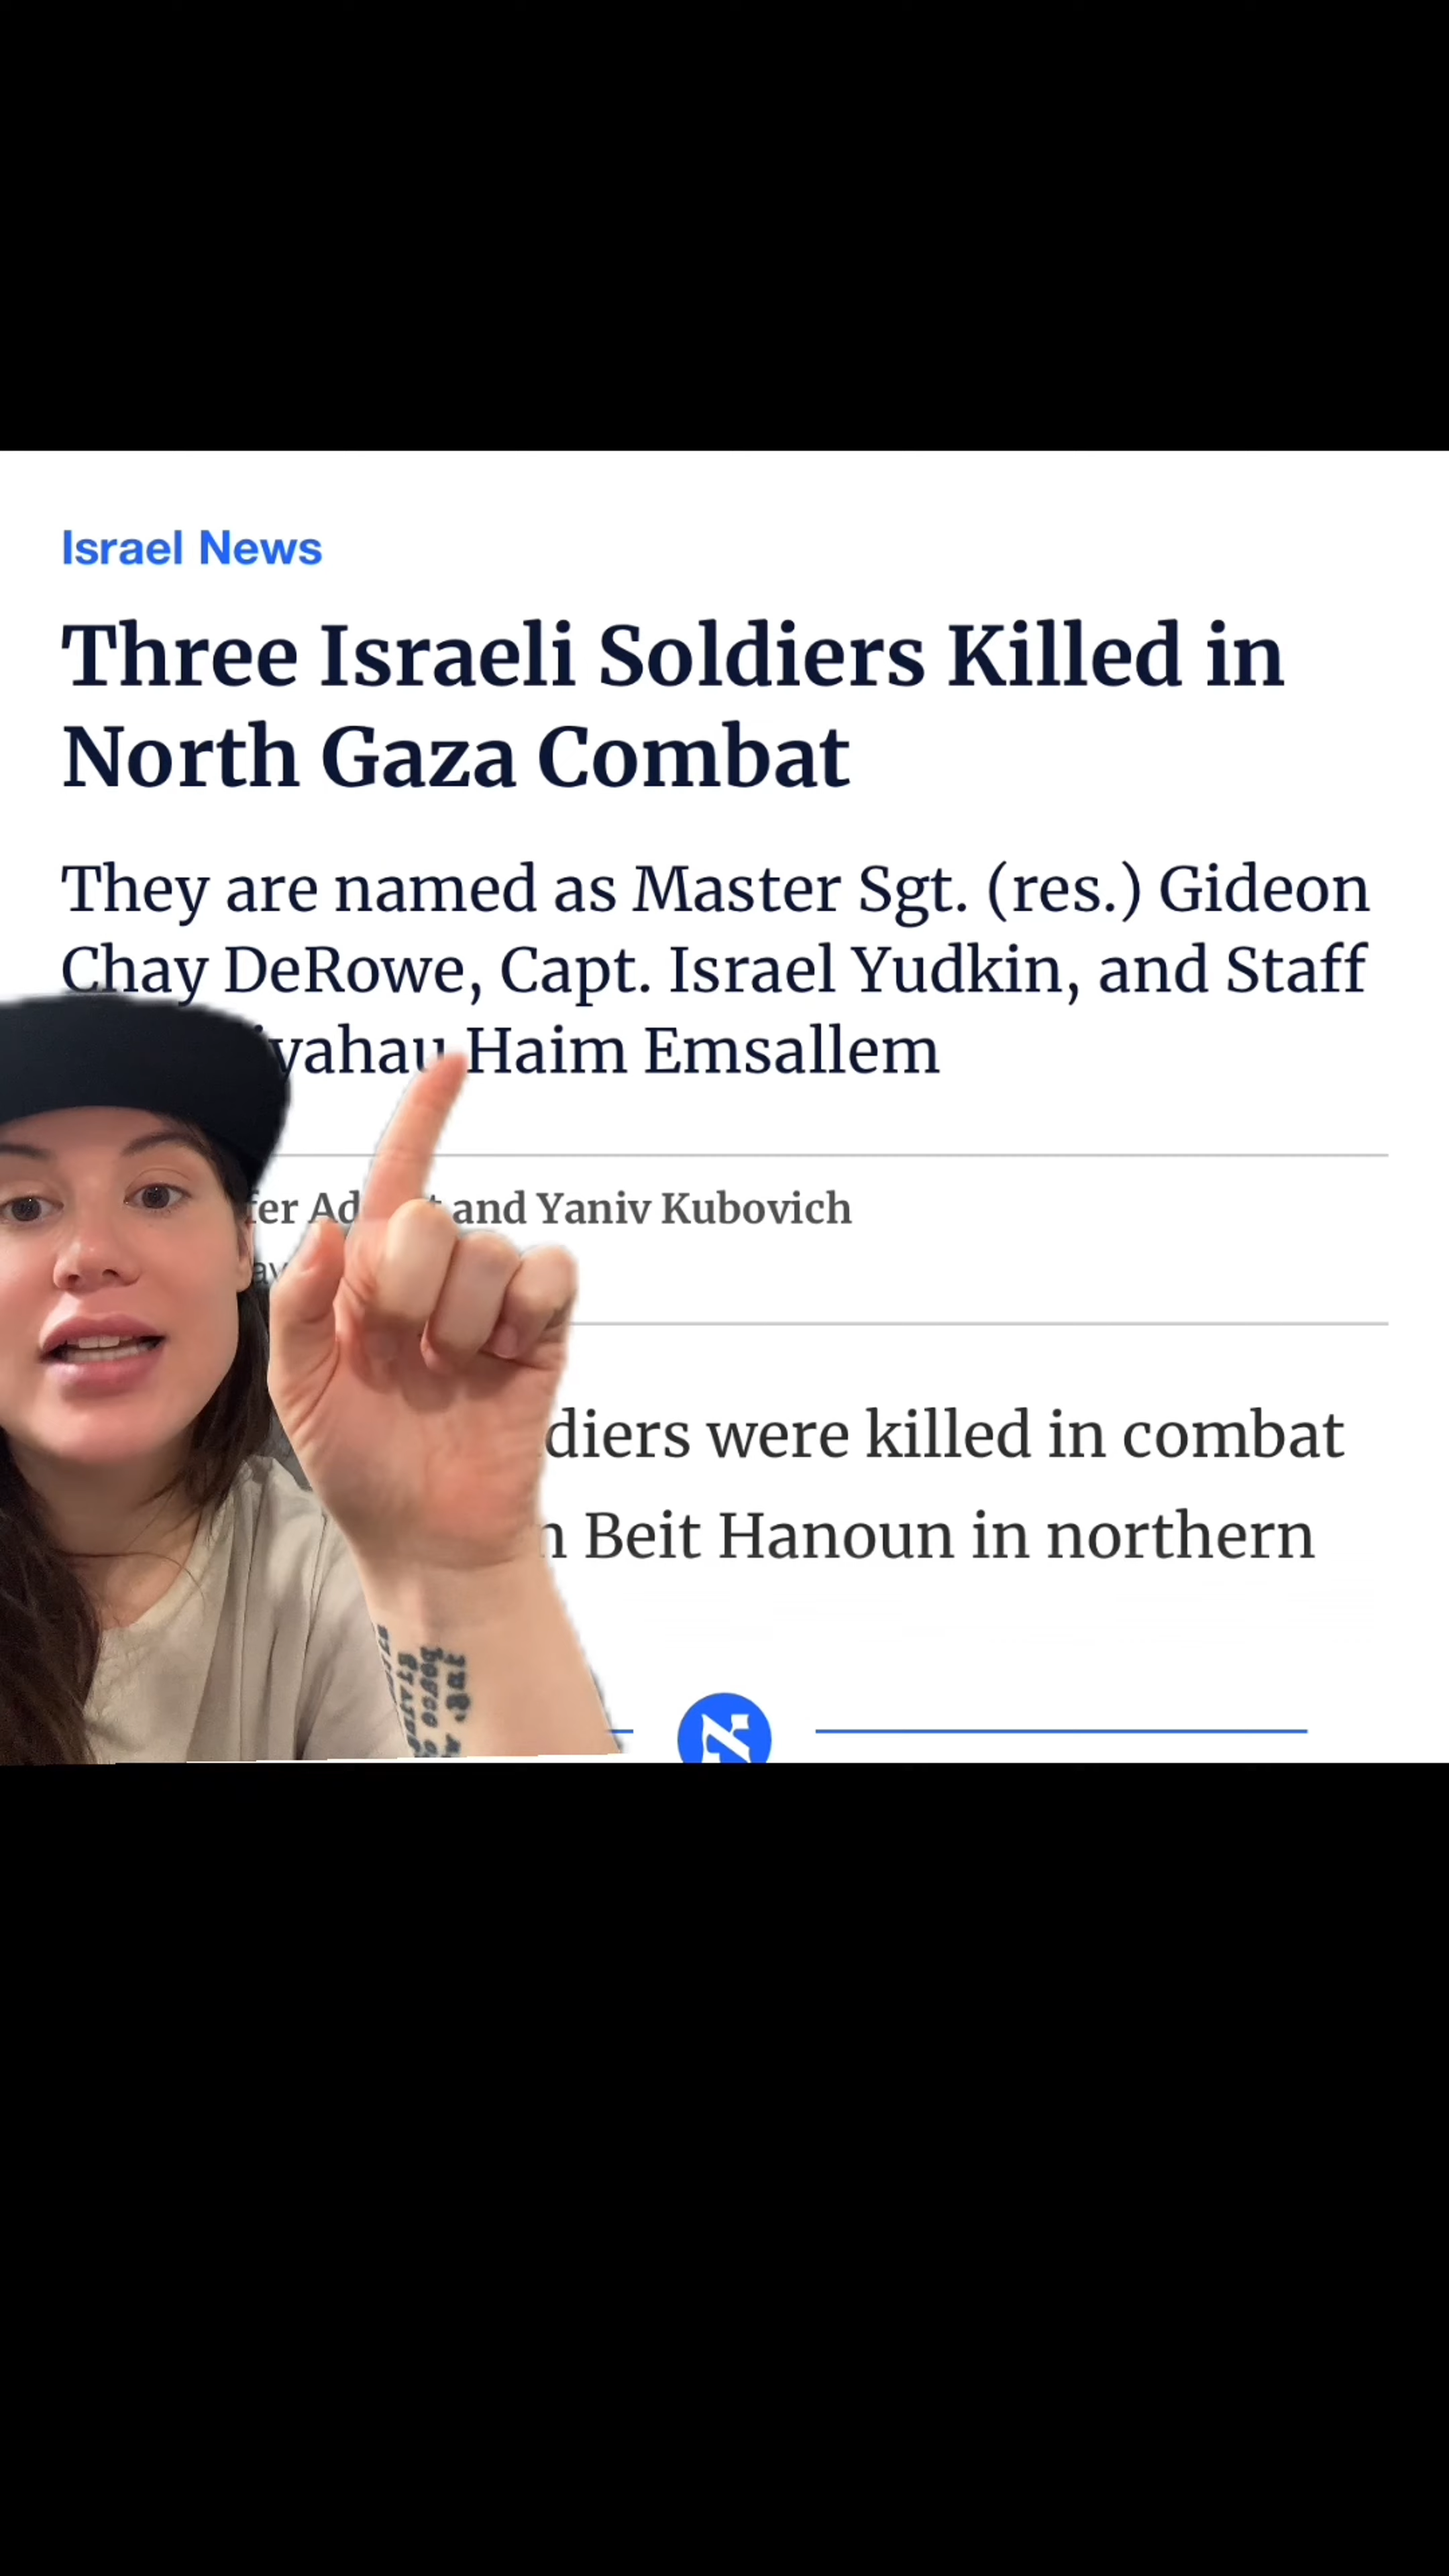 Israel News
Three Israeli Soldiers Killed in
North Gaza Combat
They are named as Master Sgt. (res.) Gideon
Chay DeRowe, Capt. Israel Yudkin, and Staff
Haim Emsallem
and Yaniv Kubovich
were killed in combat
Beit Hanoun in northern
א